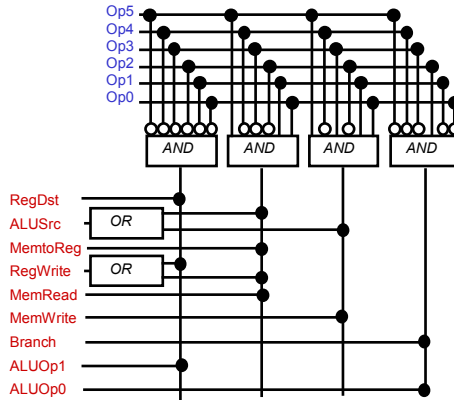 Op5
Op4
Op3
Op2
Op1
Op0
AND AND AND AND
RegDst
ALUSrc OR
MemtoReg
RegWrite OR
MemRead
MemWrite
Branch
ALUOp1
ALUOp0